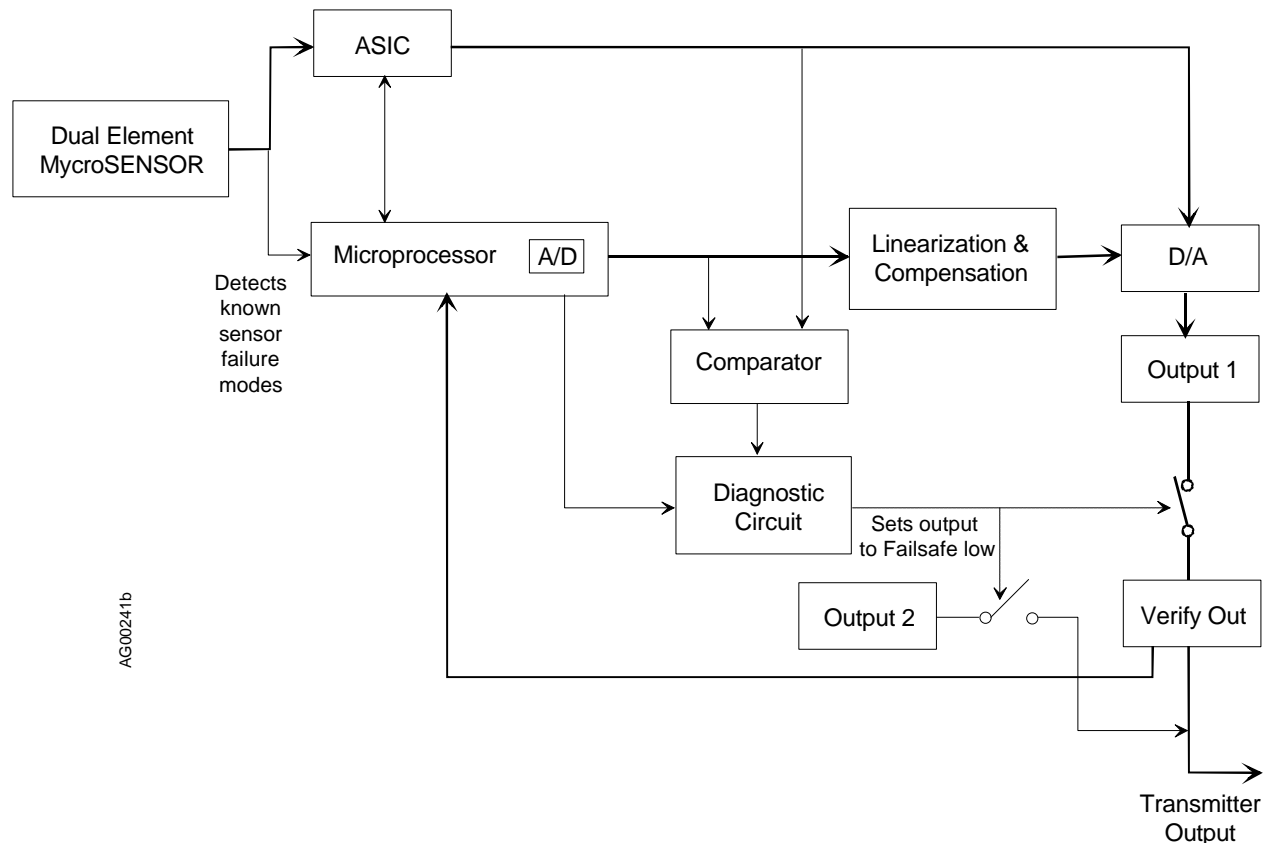 ASIC
Dual Element
MycroSENSOR
Microprocessor
A/D
Linearization &
Compensation
D/A
Detects
known
sensor
failure
modes
Comparator
Output 1
Diagnostic
Circuit
Sets output
to Failsafe low
Output 2
Verify Out
AG00241b
Transmitter
Output